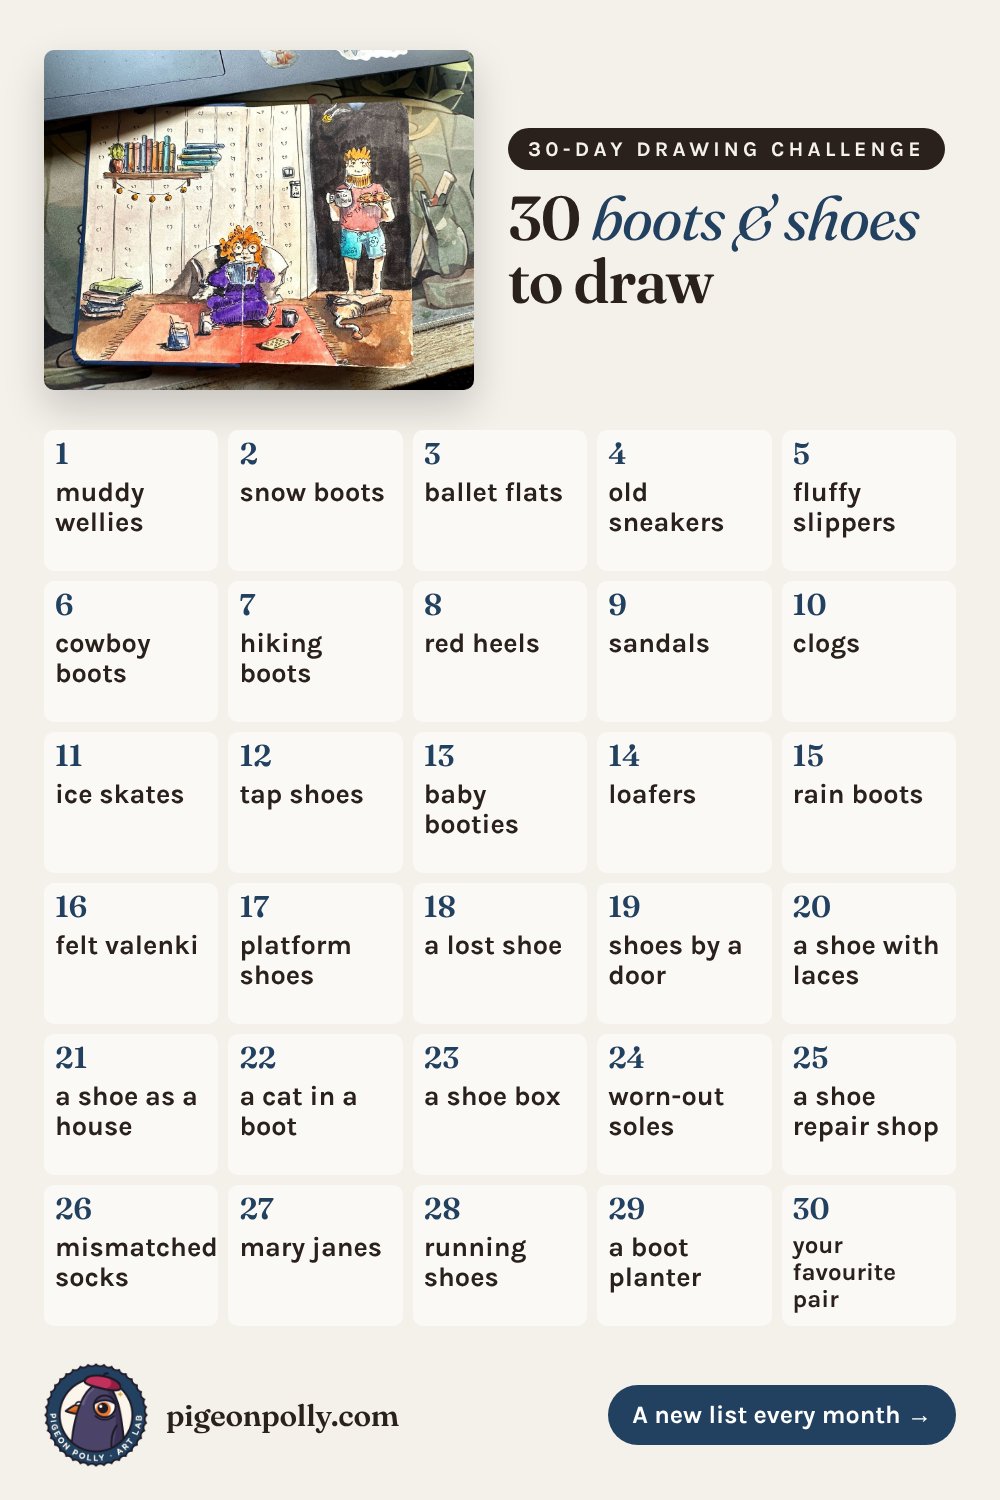 30-DAY DRAWING CHALLENGE
30 boots & shoes
to draw
1
muddy
wellies
2
snow boots
3
ballet flats
4
old
sneakers
5
fluffy
slippers
6
cowboy
boots
7
hiking
boots
8
red heels
9
sandals
10
clogs
11
ice skates
12
tap shoes
13
baby
booties
14
loafers
15
rain boots
16
felt valenki
17
platform
shoes
18
a lost shoe
19
shoes by a
door
20
a shoe with
laces
21
a shoe as a
house
22
a cat in a
boot
23
a shoe box
24
worn-out
soles
25
a shoe
repair shop
26
mismatched
socks
27
mary janes
28
running
shoes
29
a boot
planter
30
your
favourite
pair
PIGEON POLLY · ART LAB
pigeonpolly.com
A new list every month →